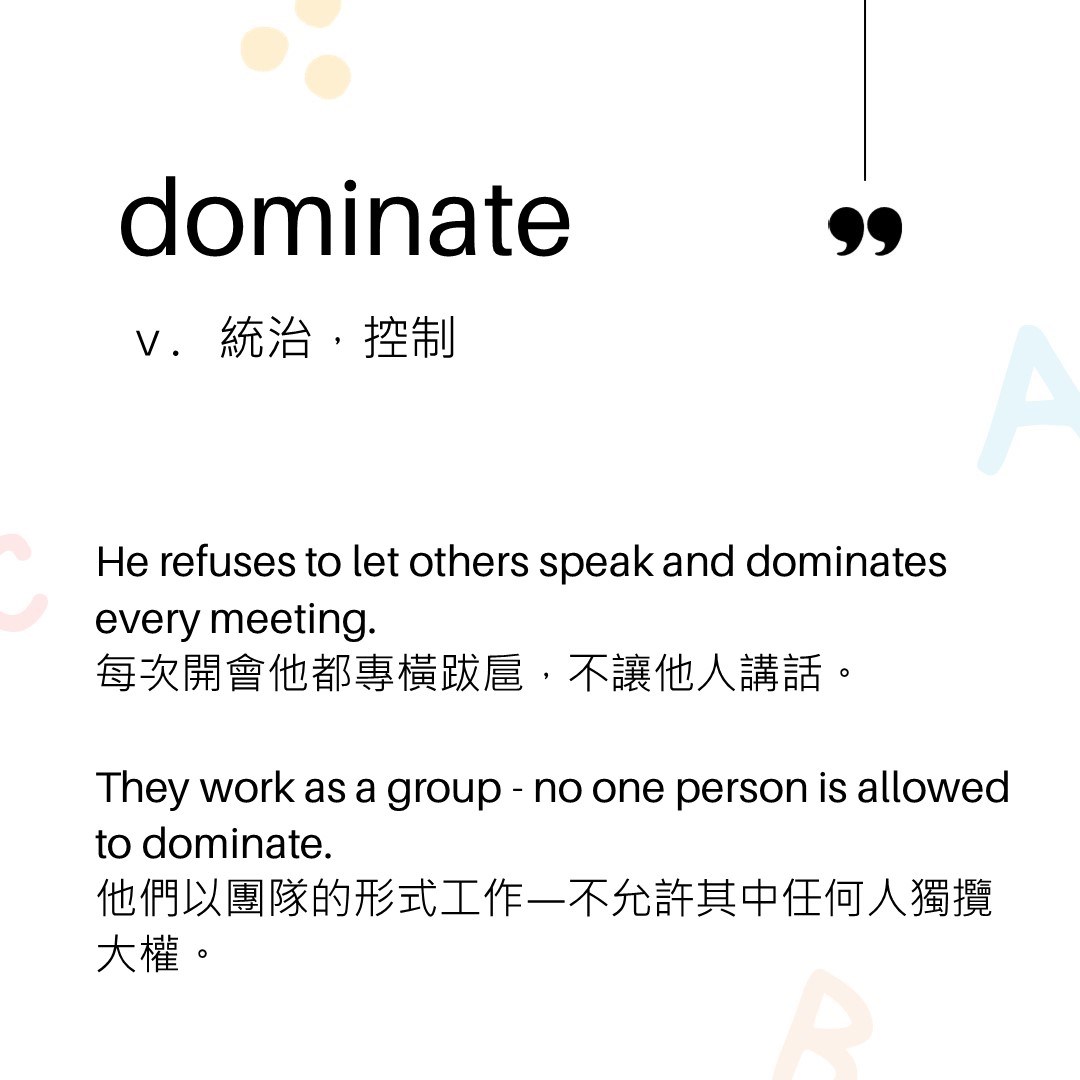 dominate
”
v. 統治，控制
A
C
He refuses to let others speak and dominates
every meeting.
每次開會他都專橫跋扈，不讓他人講話。
They work as a group - no one person is allowed
to dominate.
他們以團隊的形式工作—不允許其中任何人獨攬
大權。
B